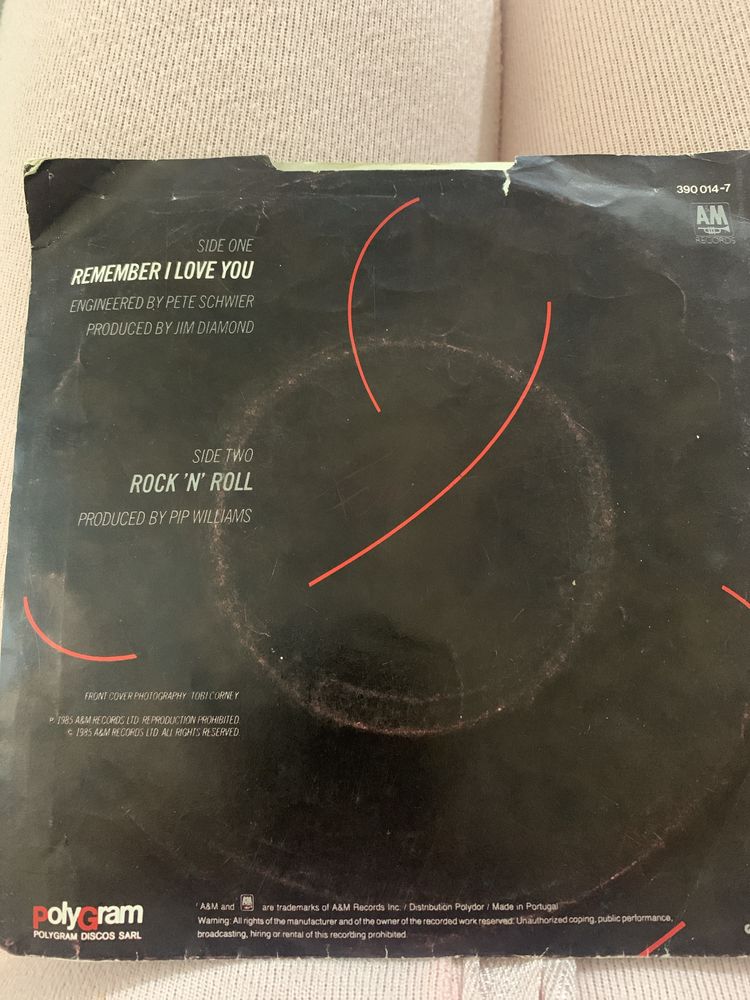 390 014-7
A&M
RECORDS
SIDE ONE
REMEMBER I LOVE YOU
ENGINEERED BY PETE SCHWIER
PRODUCED BY JIM DIAMOND
SIDE TWO
ROCK 'N' ROLL
PRODUCED BY PIP WILLIAMS
FRONT COVER PHOTOGRAPHY TOBI CORNEY
℗ 1985 A&M RECORDS LTD. REPRODUCTION PROHIBITED.
© 1985 A&M RECORDS LTD. ALL RIGHTS RESERVED.
PolyGram
POLYGRAM DISCOS SARL
' A&M and A&M are trademarks of A&M Records Inc. / Distribution Polydor / Made in Portugal
Warning: All rights of the manufacturer and of the owner of the recorded work reserved. Unauthorized coping, public performance,
broadcasting, hiring or rental of this recording prohibited.